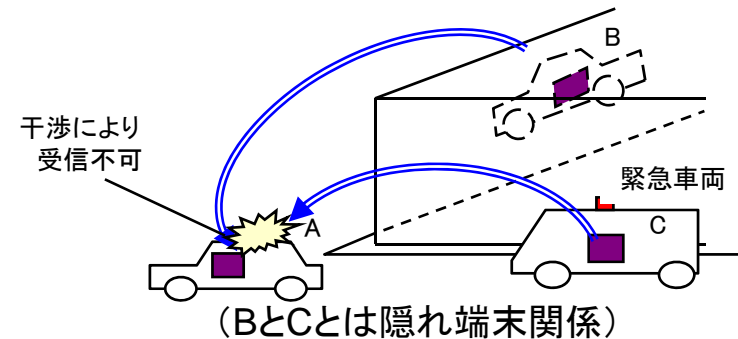 B
干渉により
受信不可
緊急車両
A
C
（BとCとは隠れ端末関係）